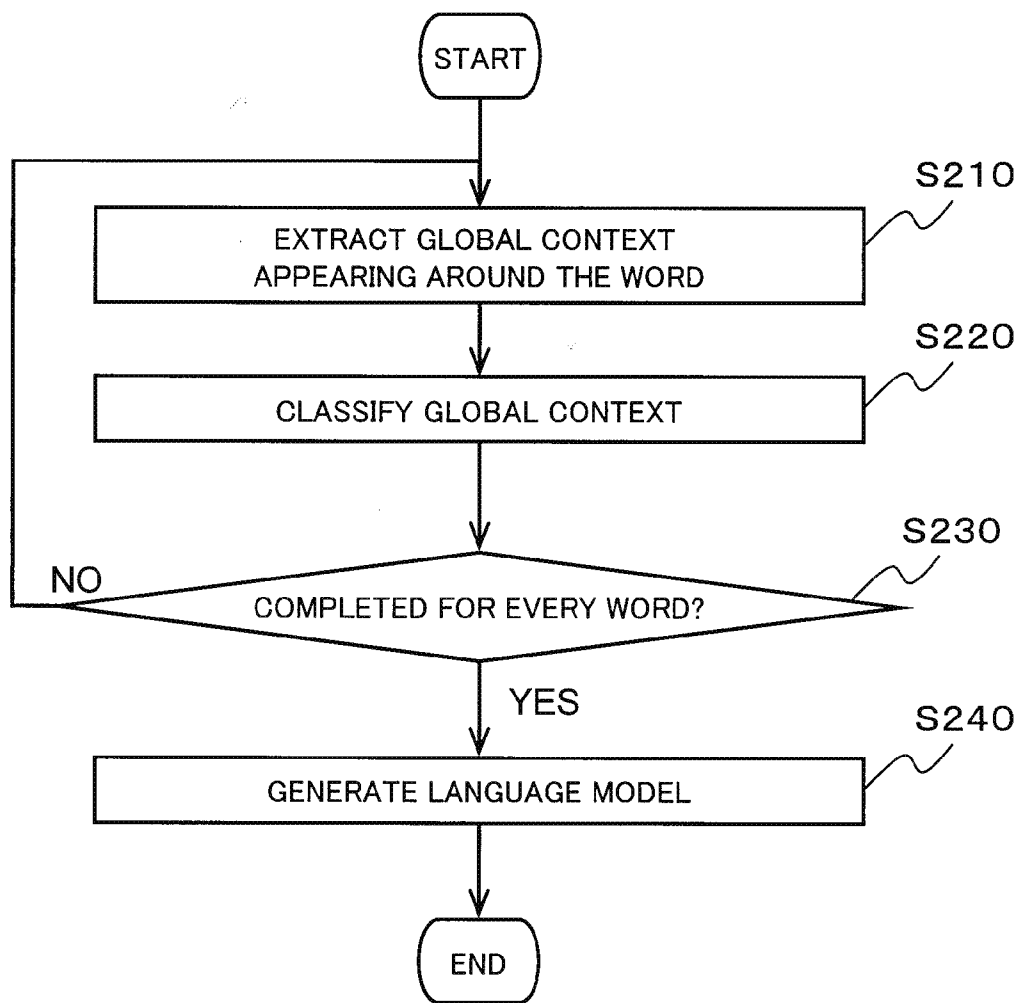 START
S210
EXTRACT GLOBAL CONTEXT
APPEARING AROUND THE WORD
S220
CLASSIFY GLOBAL CONTEXT
S230
NO
COMPLETED FOR EVERY WORD?
YES
S240
GENERATE LANGUAGE MODEL
END